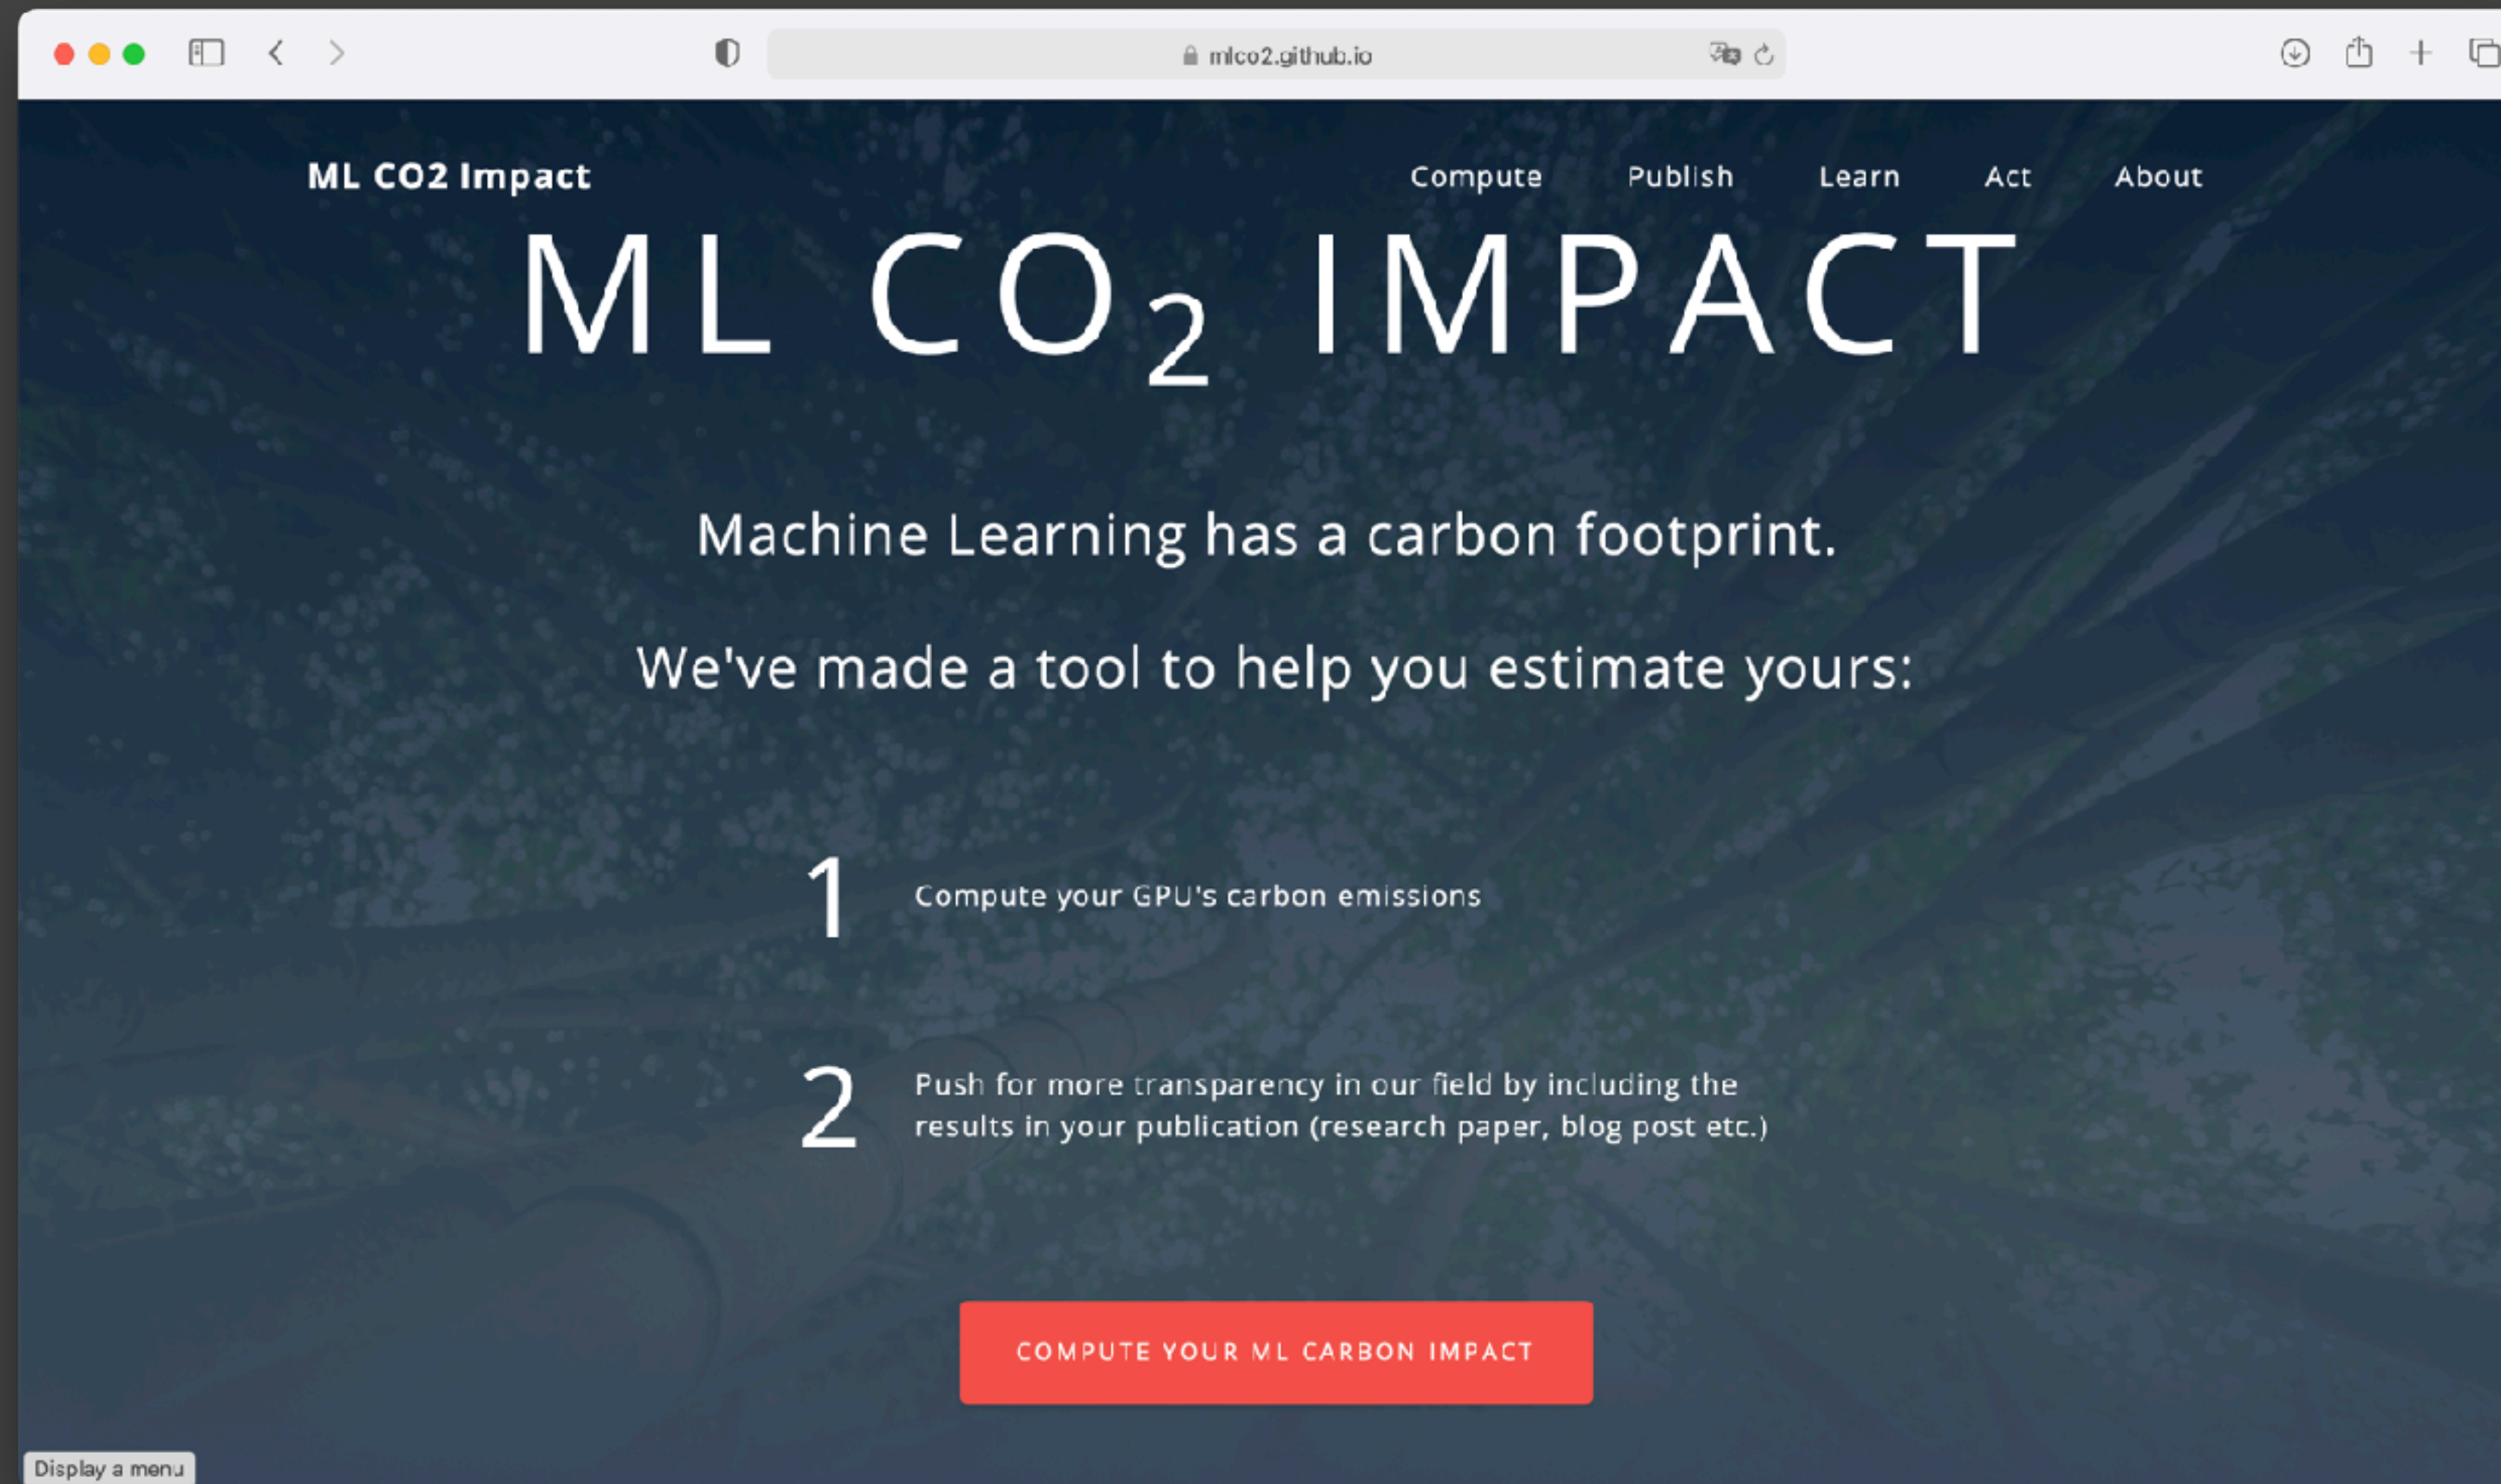 mlco2.github.io
ML CO2 Impact
Compute Publish Learn Act About
ML CO₂ IMPACT
Machine Learning has a carbon footprint.
We've made a tool to help you estimate yours:
1 Compute your GPU's carbon emissions
2 Push for more transparency in our field by including the
results in your publication (research paper, blog post etc.)
COMPUTE YOUR ML CARBON IMPACT
Display a menu